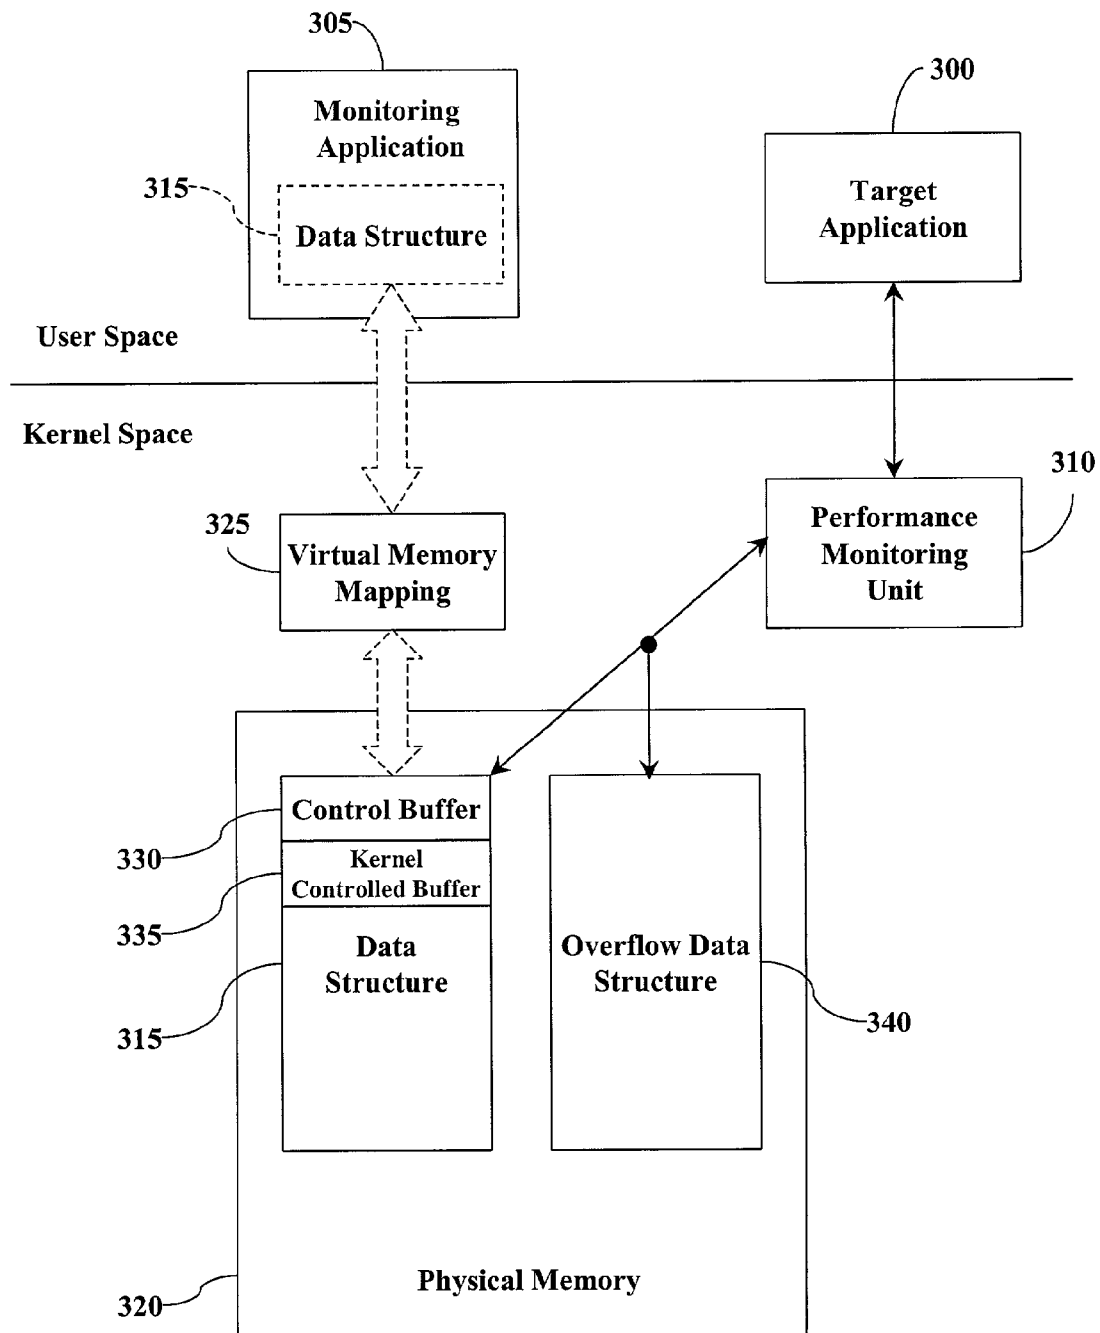 305
Monitoring
Application
315
Data Structure
300
Target
Application
User Space
Kernel Space
325
Virtual Memory
Mapping
310
Performance
Monitoring
Unit
Control Buffer
330
Kernel
Controlled Buffer
335
Data
Structure
315
Overflow Data
Structure
340
Physical Memory
320